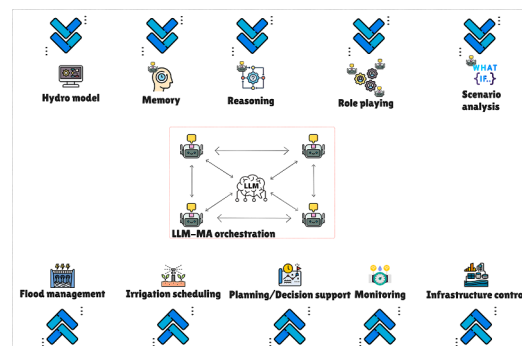 WHAT
{IF..}
Hydro model
Memory
Reasoning
Role playing
Scenario
analysis
LLM
LLM-MA orchestration
Flood management
Irrigation scheduling
Planning/Decision support
Monitoring
Infrastructure control